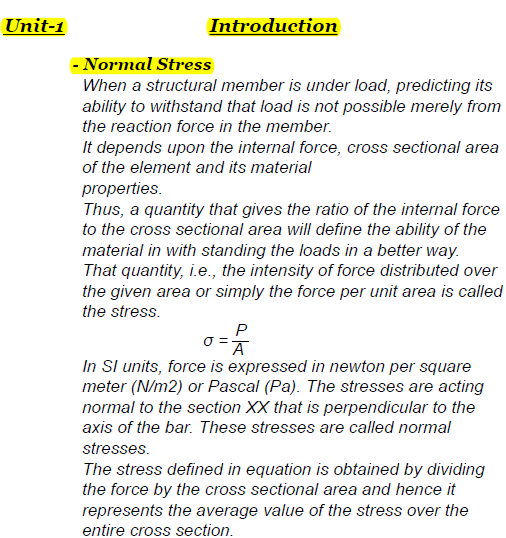 Unit-1 Introduction
- Normal Stress
When a structural member is under load, predicting its
ability to withstand that load is not possible merely from
the reaction force in the member.
It depends upon the internal force, cross sectional area
of the element and its material
properties.
Thus, a quantity that gives the ratio of the internal force
to the cross sectional area will define the ability of the
material in with standing the loads in a better way.
That quantity, i.e., the intensity of force distributed over
the given area or simply the force per unit area is called
the stress.
σ = P/A
In SI units, force is expressed in newton per square
meter (N/m2) or Pascal (Pa). The stresses are acting
normal to the section XX that is perpendicular to the
axis of the bar. These stresses are called normal
stresses.
The stress defined in equation is obtained by dividing
the force by the cross sectional area and hence it
represents the average value of the stress over the
entire cross section.